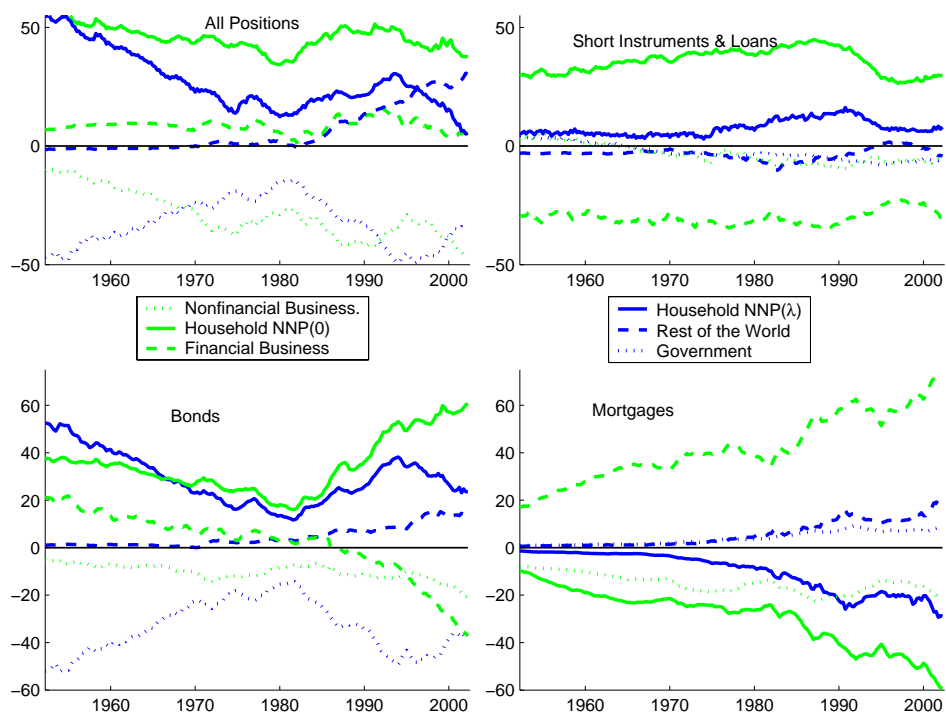 All Positions
50
0
−50
1960 1970 1980 1990 2000
Short Instruments & Loans
50
0
−50
1960 1970 1980 1990 2000
Nonfinancial Business.
Household NNP(0)
Financial Business
Household NNP(λ)
Rest of the World
Government
Bonds
60
40
20
0
−20
−40
−60
1960 1970 1980 1990 2000
Mortgages
60
40
20
0
−20
−40
−60
1960 1970 1980 1990 2000